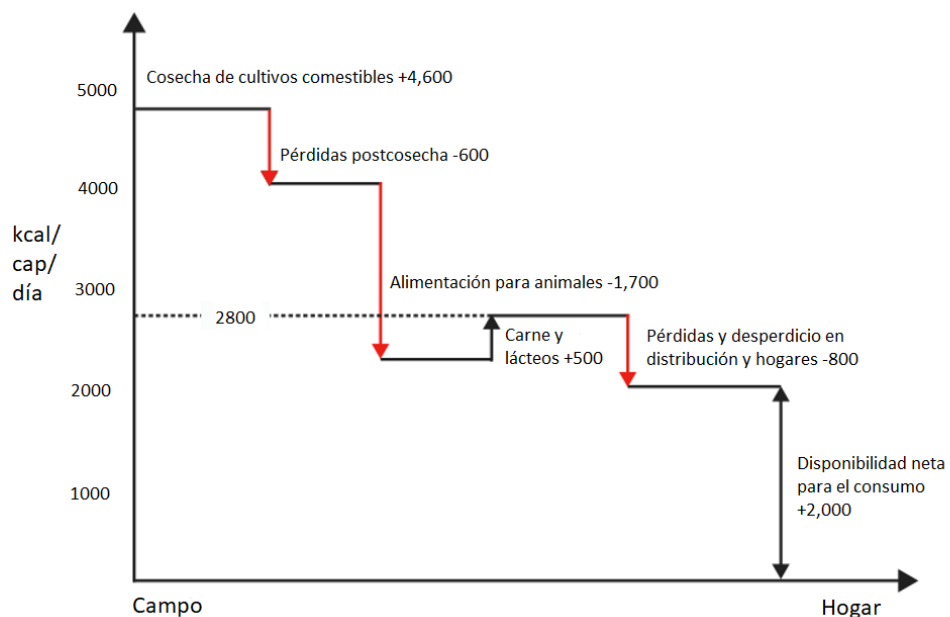 5000
Cosecha de cultivos comestibles +4,600
Pérdidas postcosecha -600
4000
kcal/
cap/
día
3000
Alimentación para animales -1,700
2800
Carne y
lácteos +500
Pérdidas y desperdicio en
distribución y hogares -800
2000
1000
Disponibilidad neta
para el consumo
+2,000
Campo
Hogar